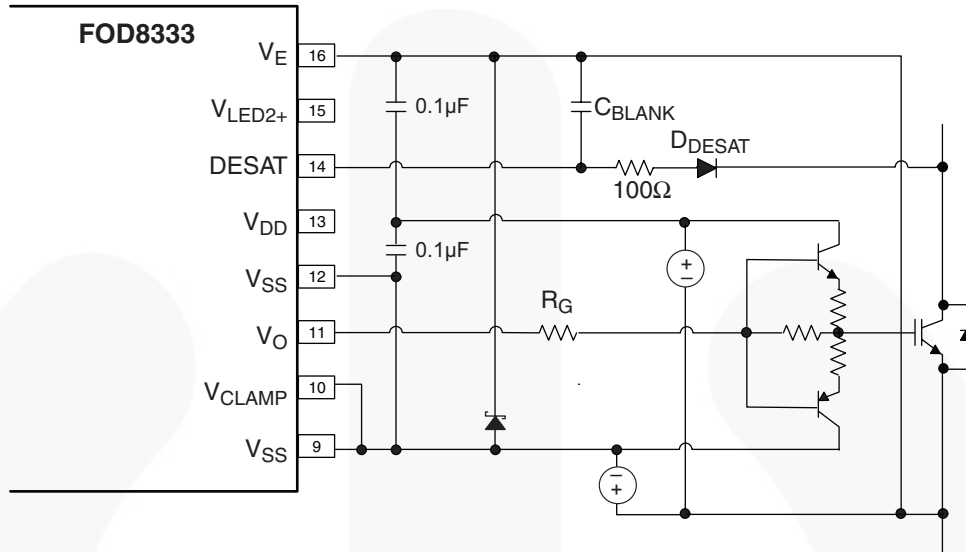 FOD8333
VE 16
VLED2+ 15
DESAT 14
VDD 13
VSS 12
VO 11
VCLAMP 10
VSS 9
0.1µF
CBLANK
DDESAT
100Ω
0.1µF
RG
+
−
−
+